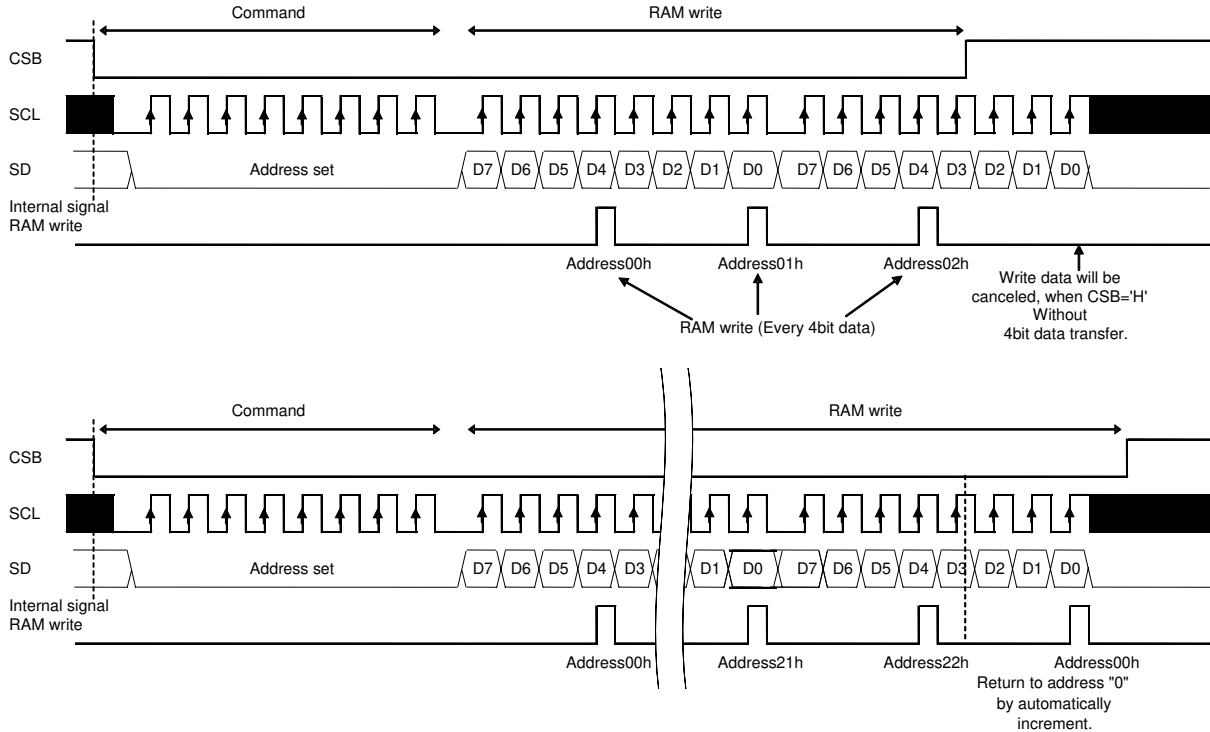 Command RAM write
CSB
SCL
SD Address set D7 D6 D5 D4 D3 D2 D1 D0 D7 D6 D5 D4 D3 D2 D1 D0
Internal signal
RAM write
Address00h Address01h Address02h
Write data will be
canceled, when CSB='H'
Without
4bit data transfer.
RAM write (Every 4bit data)
Command RAM write
CSB
SCL
SD Address set D7 D6 D5 D4 D3 D1 D0 D7 D6 D5 D4 D3 D2 D1 D0
Internal signal
RAM write
Address00h Address21h Address22h Address00h
Return to address "0"
by automatically
increment.